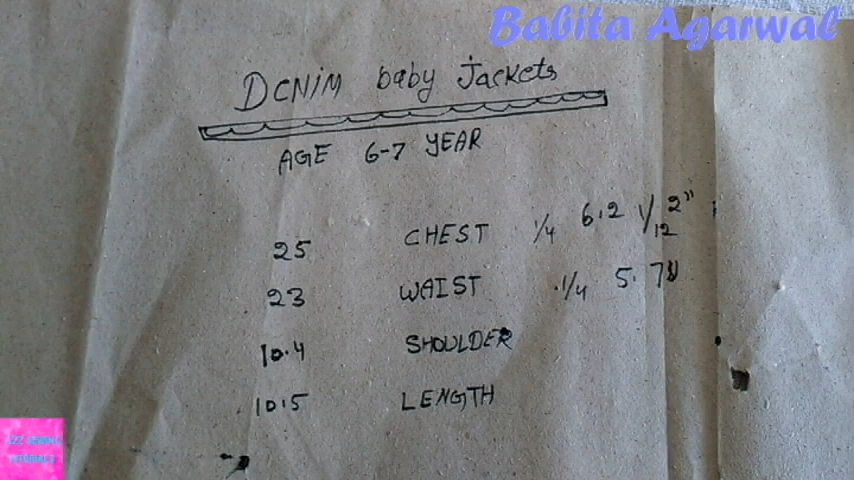 Babita Agarwal
DENIM baby Jackets
AGE 6-7 YEAR
25 CHEST 1/4 6.2 1/12 2"
23 WAIST 1/4 5.7"
10.4 SHOULDER
10.5 LENGTH